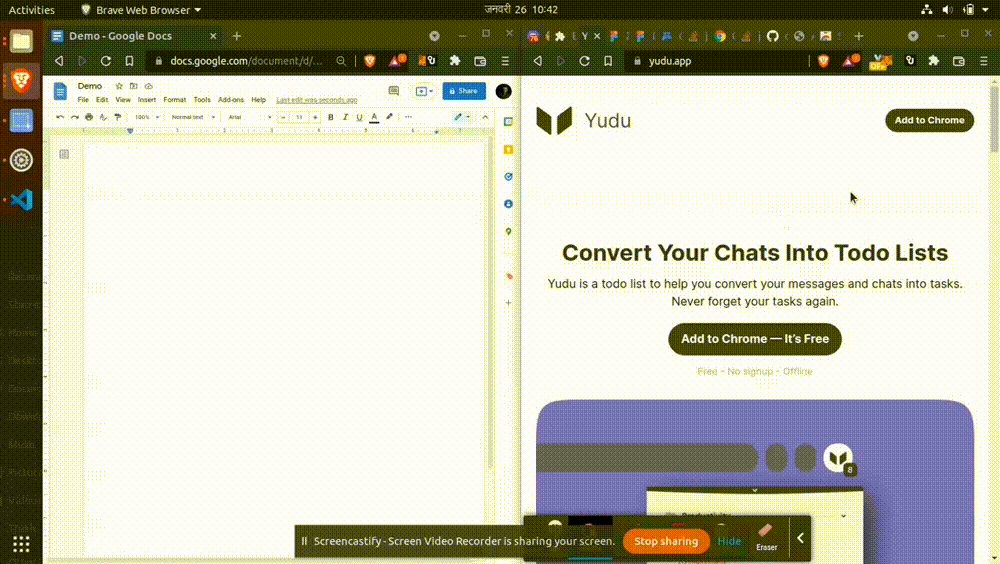 Activities
Brave Web Browser
जनवरी 26 10:42
Demo - Google Docs
docs.google.com/document/d/...
yudu.app
Demo
File Edit View Insert Format Tools Add-ons Help Last edit was seconds ago
Share
100% Normal text Arial 11 B I U A
Yudu
Add to Chrome
Convert Your Chats Into Todo Lists
Yudu is a todo list to help you convert your messages and chats into tasks.
Never forget your tasks again.
Add to Chrome — It's Free
Free - No signup - Offline
8
Screencastify - Screen Video Recorder is sharing your screen.
Stop sharing
Hide
Eraser